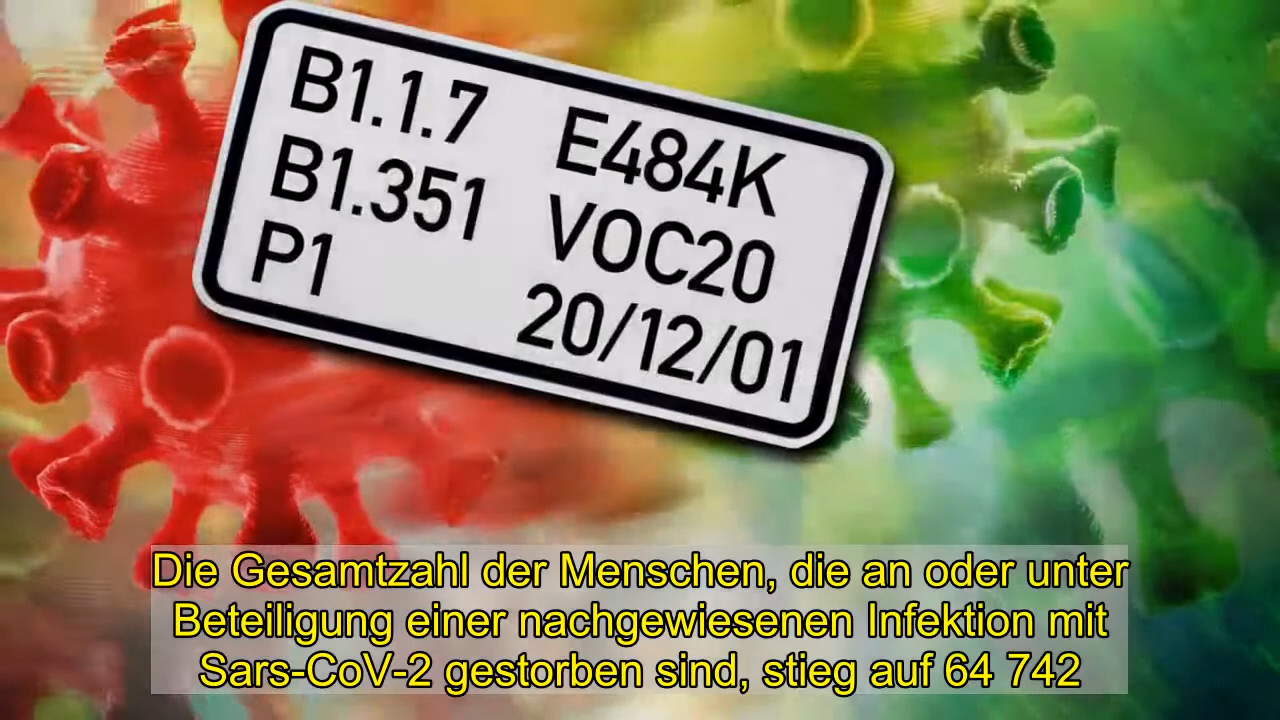 B1.1.7 E484K
B1.351 VOC20
P1 20/12/01
Die Gesamtzahl der Menschen, die an oder unter
Beteiligung einer nachgewiesenen Infektion mit
Sars-CoV-2 gestorben sind, stieg auf 64 742